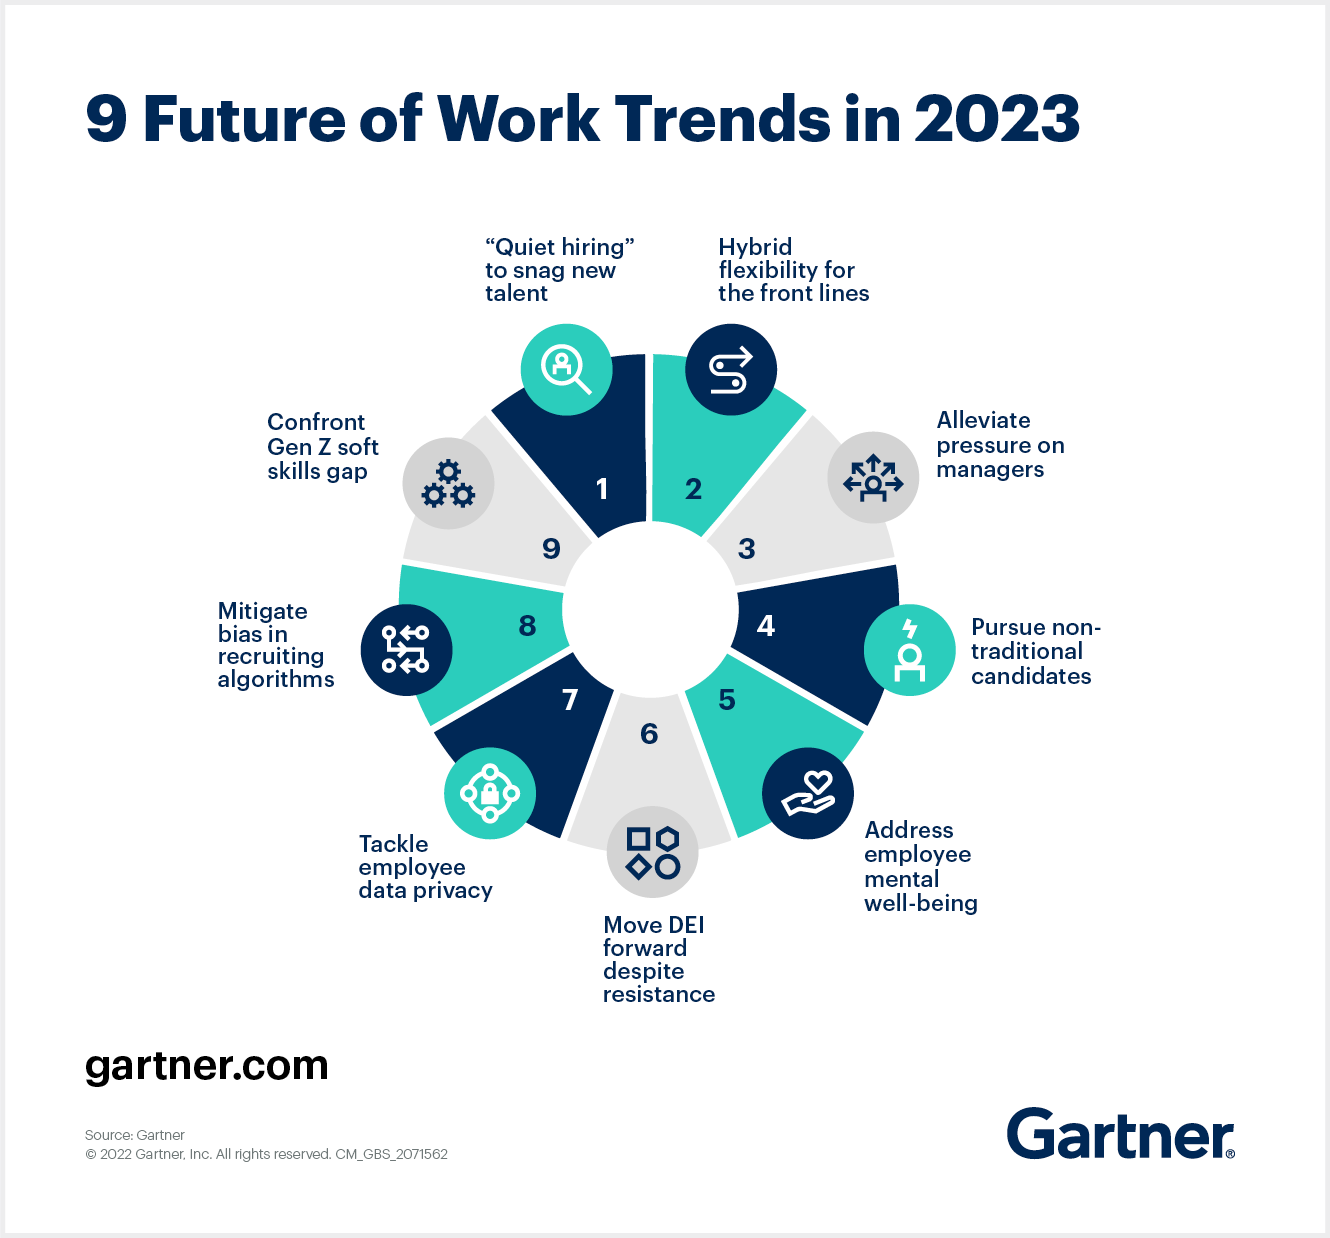 9 Future of Work Trends in 2023
“Quiet hiring”
to snag new
talent
Hybrid
flexibility for
the front lines
Alleviate
pressure on
managers
Pursue non-
traditional
candidates
Address
employee
mental
well-being
Move DEI
forward
despite
resistance
Tackle
employee
data privacy
Mitigate
bias in
recruiting
algorithms
Confront
Gen Z soft
skills gap
1
2
3
4
5
6
7
8
9
gartner.com
Source: Gartner
© 2022 Gartner, Inc. All rights reserved. CM_GBS_2071562
Gartner®